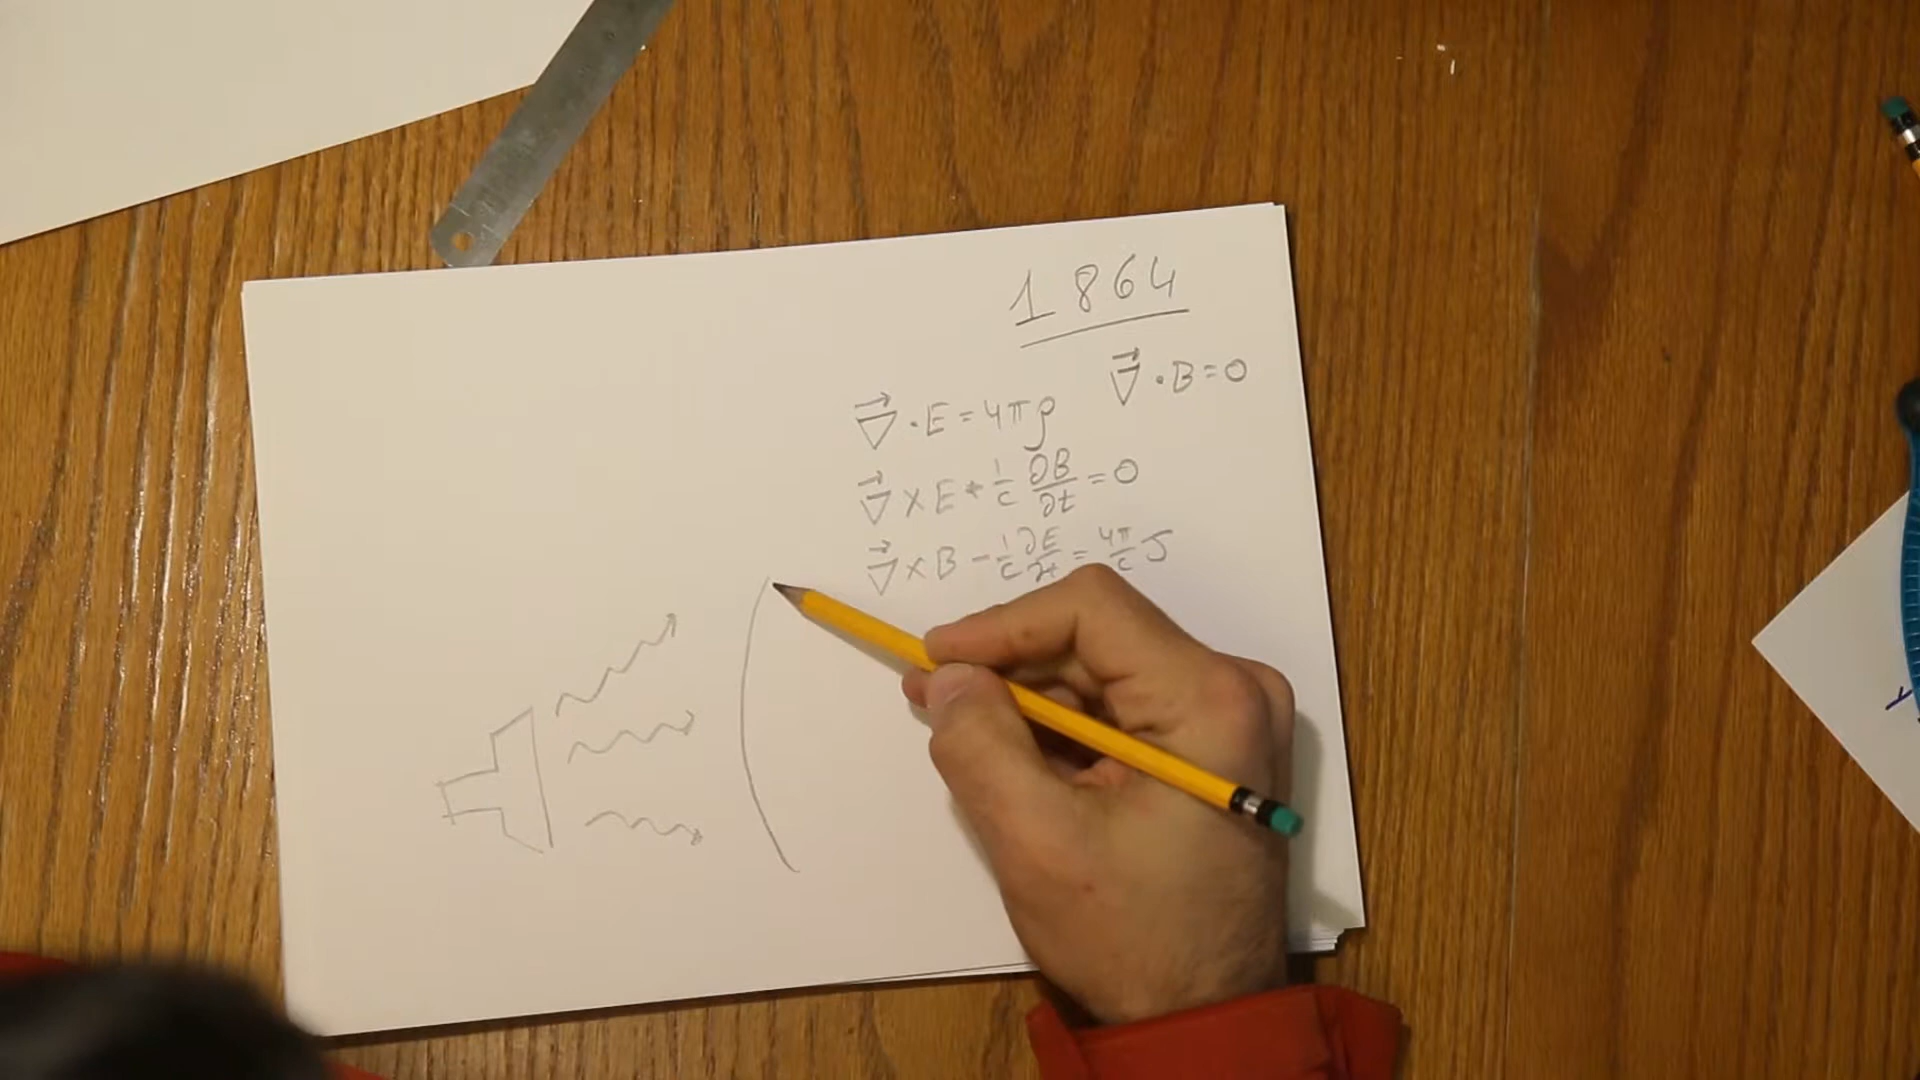 1864
∇⃗ · B = 0
∇⃗ · E = 4πρ
∇⃗ × E + 1/c ∂B/∂t = 0
∇⃗ × B − 1/c ∂E/∂t = 4π/c J